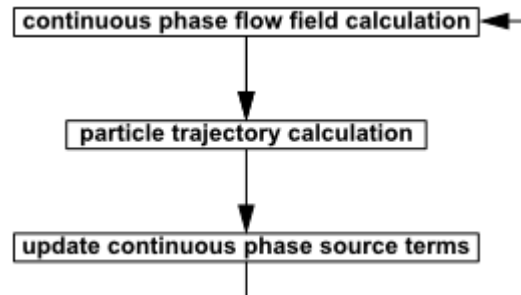 continuous phase flow field calculation
particle trajectory calculation
update continuous phase source terms